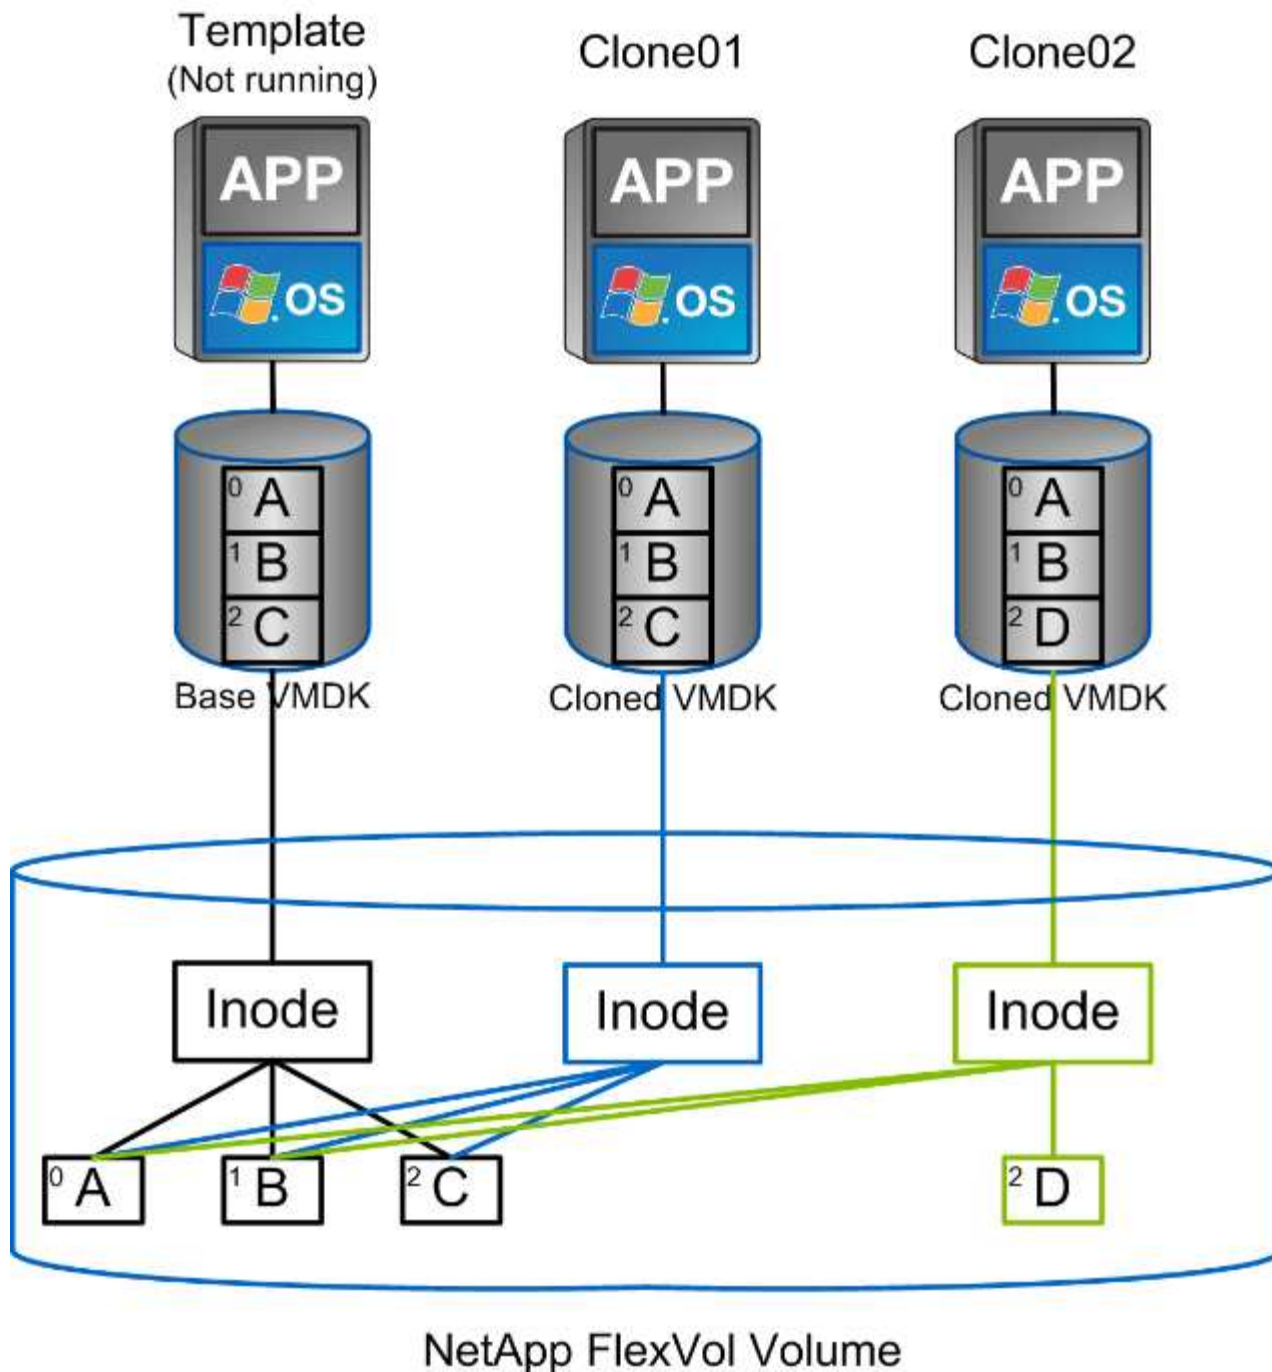 Template
(Not running)
Clone01
Clone02
APP
APP
APP
OS
OS
OS
0 A
1 B
2 C
0 A
1 B
2 C
0 A
1 B
2 D
Base VMDK
Cloned VMDK
Cloned VMDK
Inode
Inode
Inode
0 A
1 B
2 C
2 D
NetApp FlexVol Volume